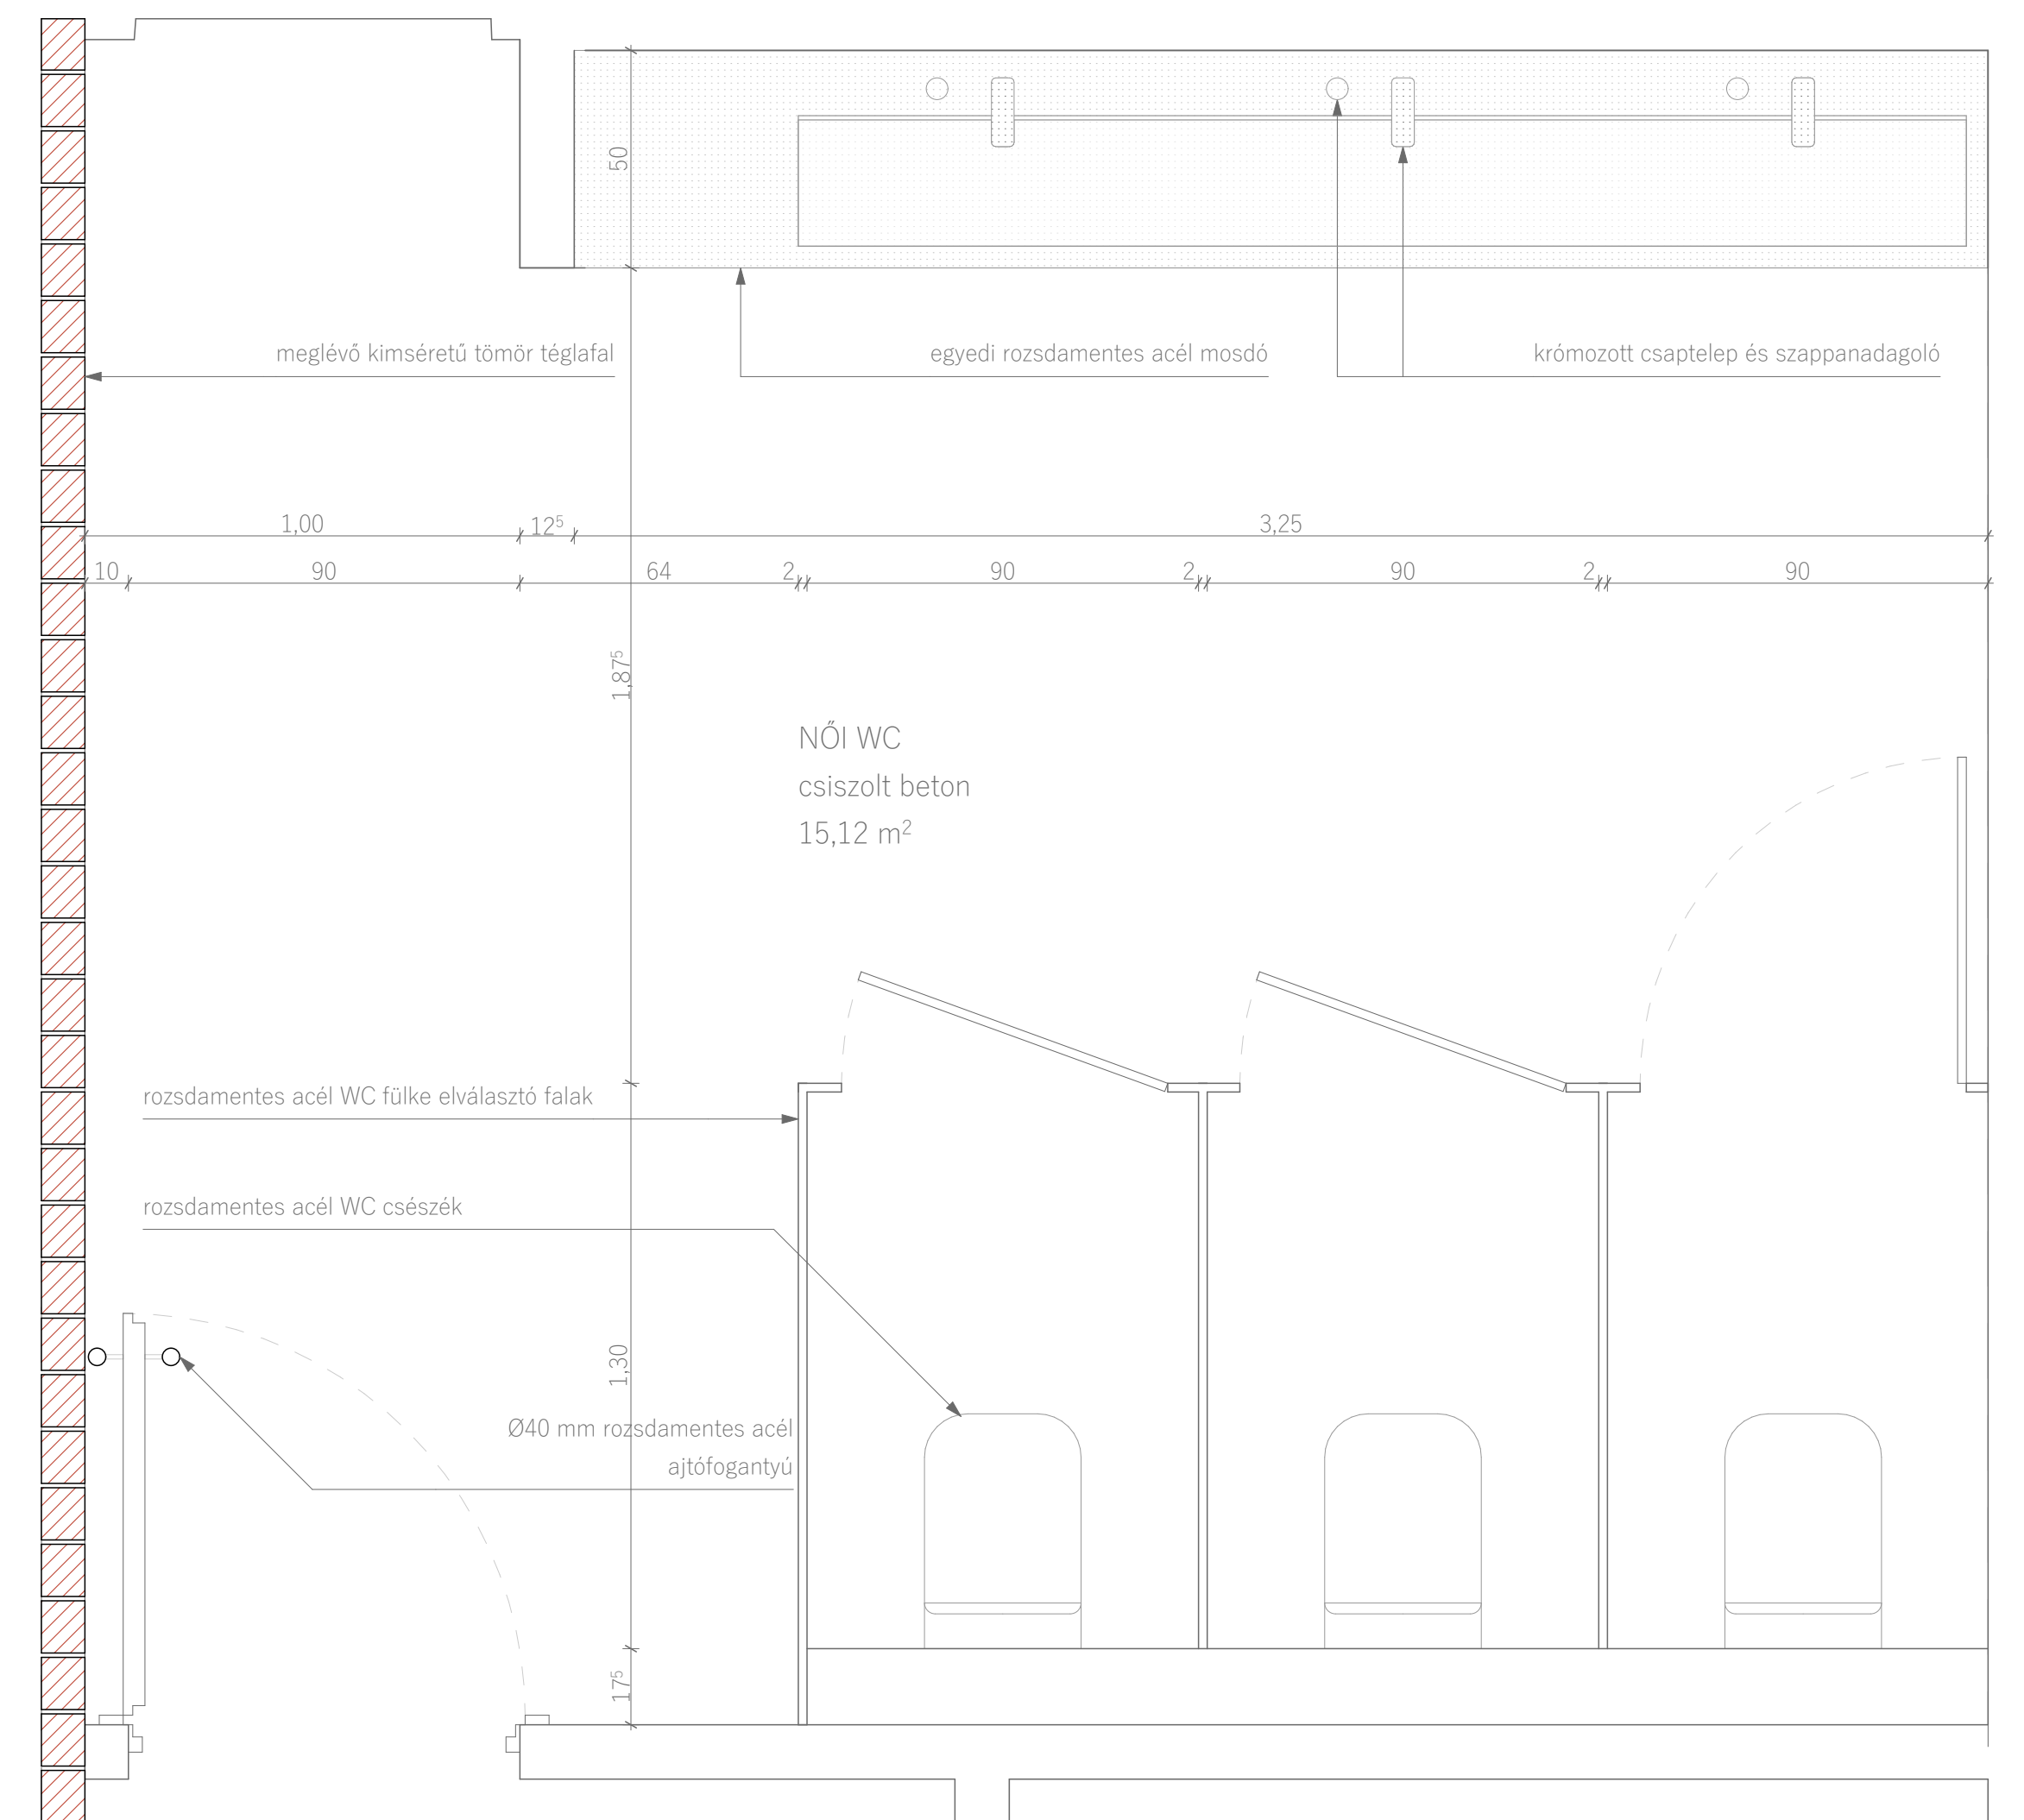 50
meglévő kimséretű tömör téglafal
egyedi rozsdamentes acél mosdó
krómozott csaptelep és szappanadagoló
1,00
12⁵
3,25
10
90
64
2
90
2
90
2
90
1,87⁵
NŐI WC
csiszolt beton
15,12 m²
rozsdamentes acél WC fülke elválasztó falak
rozsdamentes acél WC csészék
1,30
Ø40 mm rozsdamentes acél
ajtófogantyú
17⁵